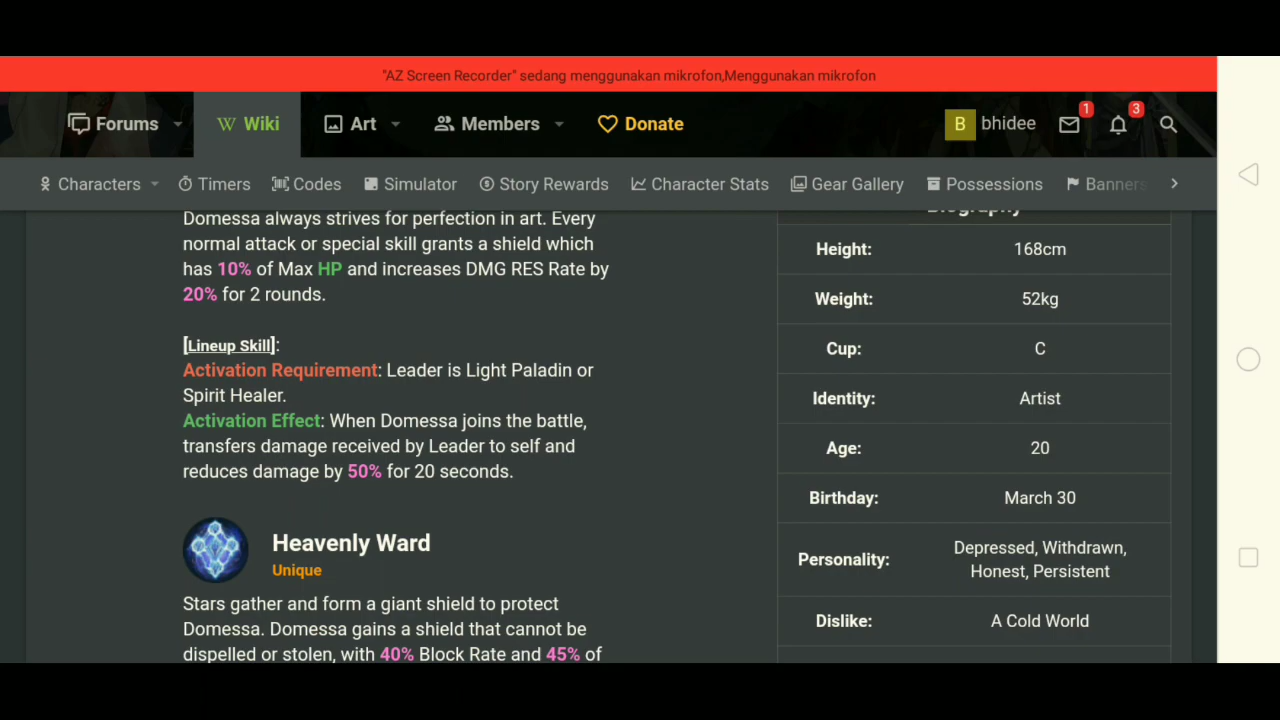 "AZ Screen Recorder" sedang menggunakan mikrofon,Menggunakan mikrofon
Forums
Wiki
Art
Members
Donate
B
bhidee
1
3
Characters
Timers
Codes
Simulator
Story Rewards
Character Stats
Gear Gallery
Possessions
Banners
Domessa always strives for perfection in art. Every
normal attack or special skill grants a shield which
has 10% of Max HP and increases DMG RES Rate by
20% for 2 rounds.
[Lineup Skill]:
Activation Requirement: Leader is Light Paladin or
Spirit Healer.
Activation Effect: When Domessa joins the battle,
transfers damage received by Leader to self and
reduces damage by 50% for 20 seconds.
Heavenly Ward
Unique
Stars gather and form a giant shield to protect
Domessa. Domessa gains a shield that cannot be
dispelled or stolen, with 40% Block Rate and 45% of
Biography
Height: 168cm
Weight: 52kg
Cup: C
Identity: Artist
Age: 20
Birthday: March 30
Personality: Depressed, Withdrawn,
Honest, Persistent
Dislike: A Cold World